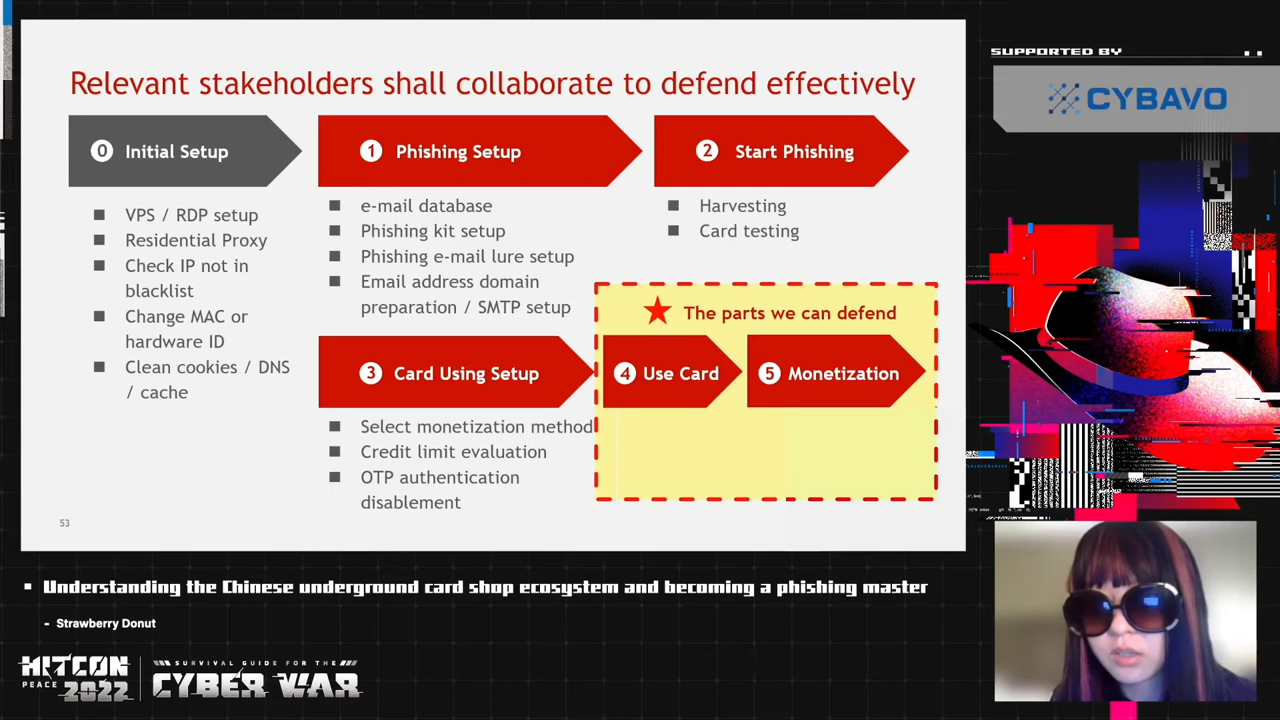 SUPPORTED BY
CYBAVO
Relevant stakeholders shall collaborate to defend effectively
0 Initial Setup
VPS / RDP setup
Residential Proxy
Check IP not in
blacklist
Change MAC or
hardware ID
Clean cookies / DNS
/ cache
1 Phishing Setup
e-mail database
Phishing kit setup
Phishing e-mail lure setup
Email address domain
preparation / SMTP setup
2 Start Phishing
Harvesting
Card testing
3 Card Using Setup
Select monetization method
Credit limit evaluation
OTP authentication
disablement
The parts we can defend
4 Use Card
5 Monetization
53
Understanding the Chinese underground card shop ecosystem and becoming a phishing master
- Strawberry Donut
HITCON
PEACE 2022
SURVIVAL GUIDE FOR THE
CYBER WAR